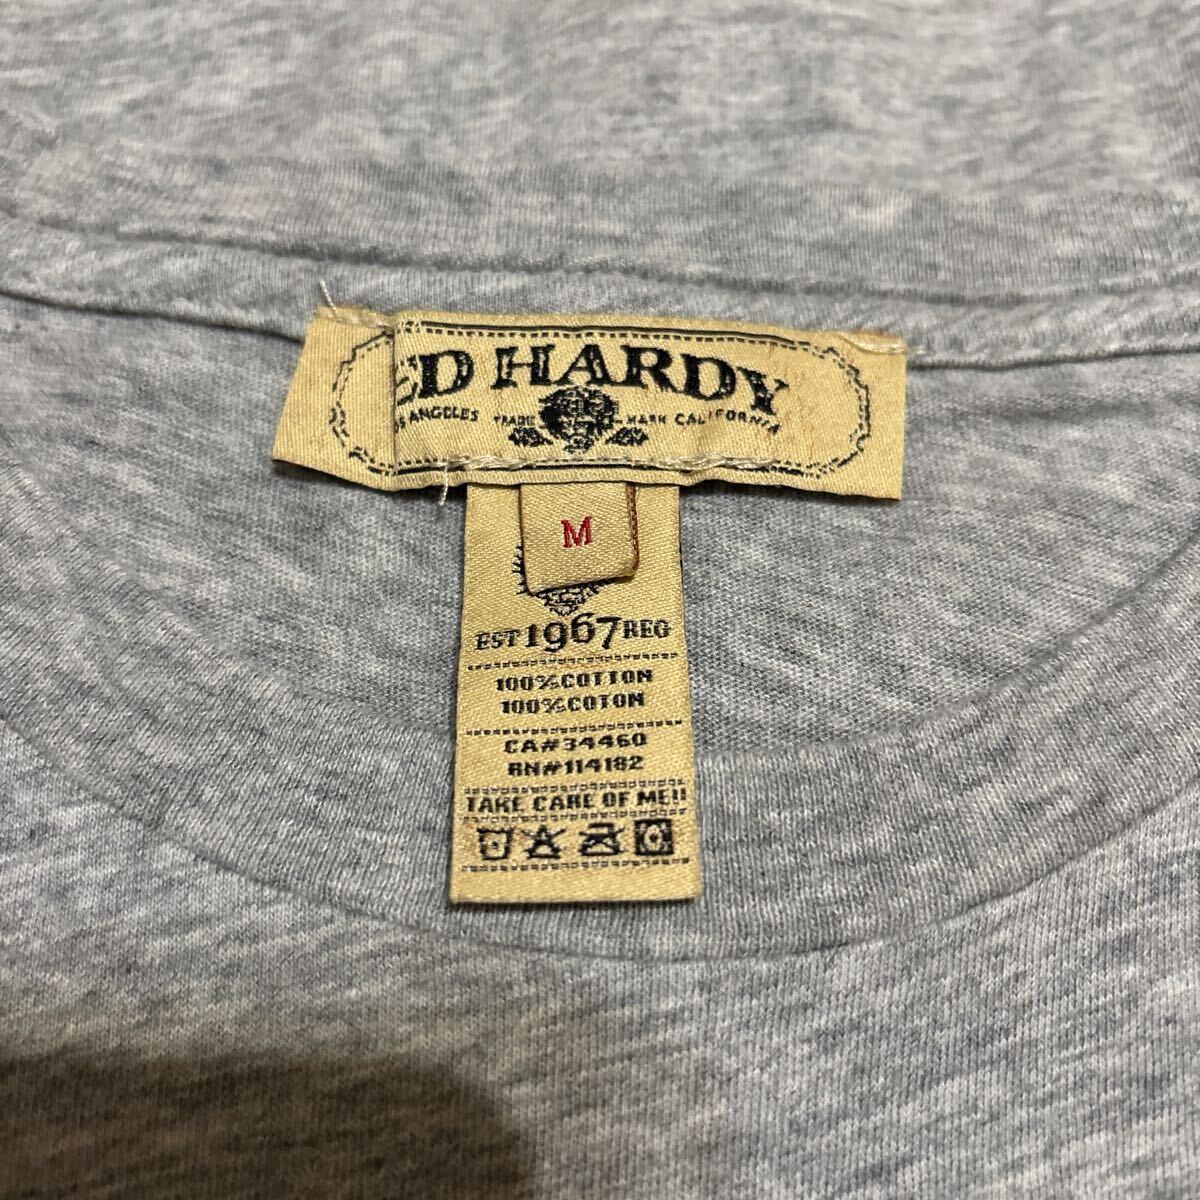 ED HARDY
LOS ANGELES TRADE MARK CALIFORNIA
M
EST 1967 REG
100%COTTON
100%COTON
CA#34460
RN#114182
TAKE CARE OF ME!!